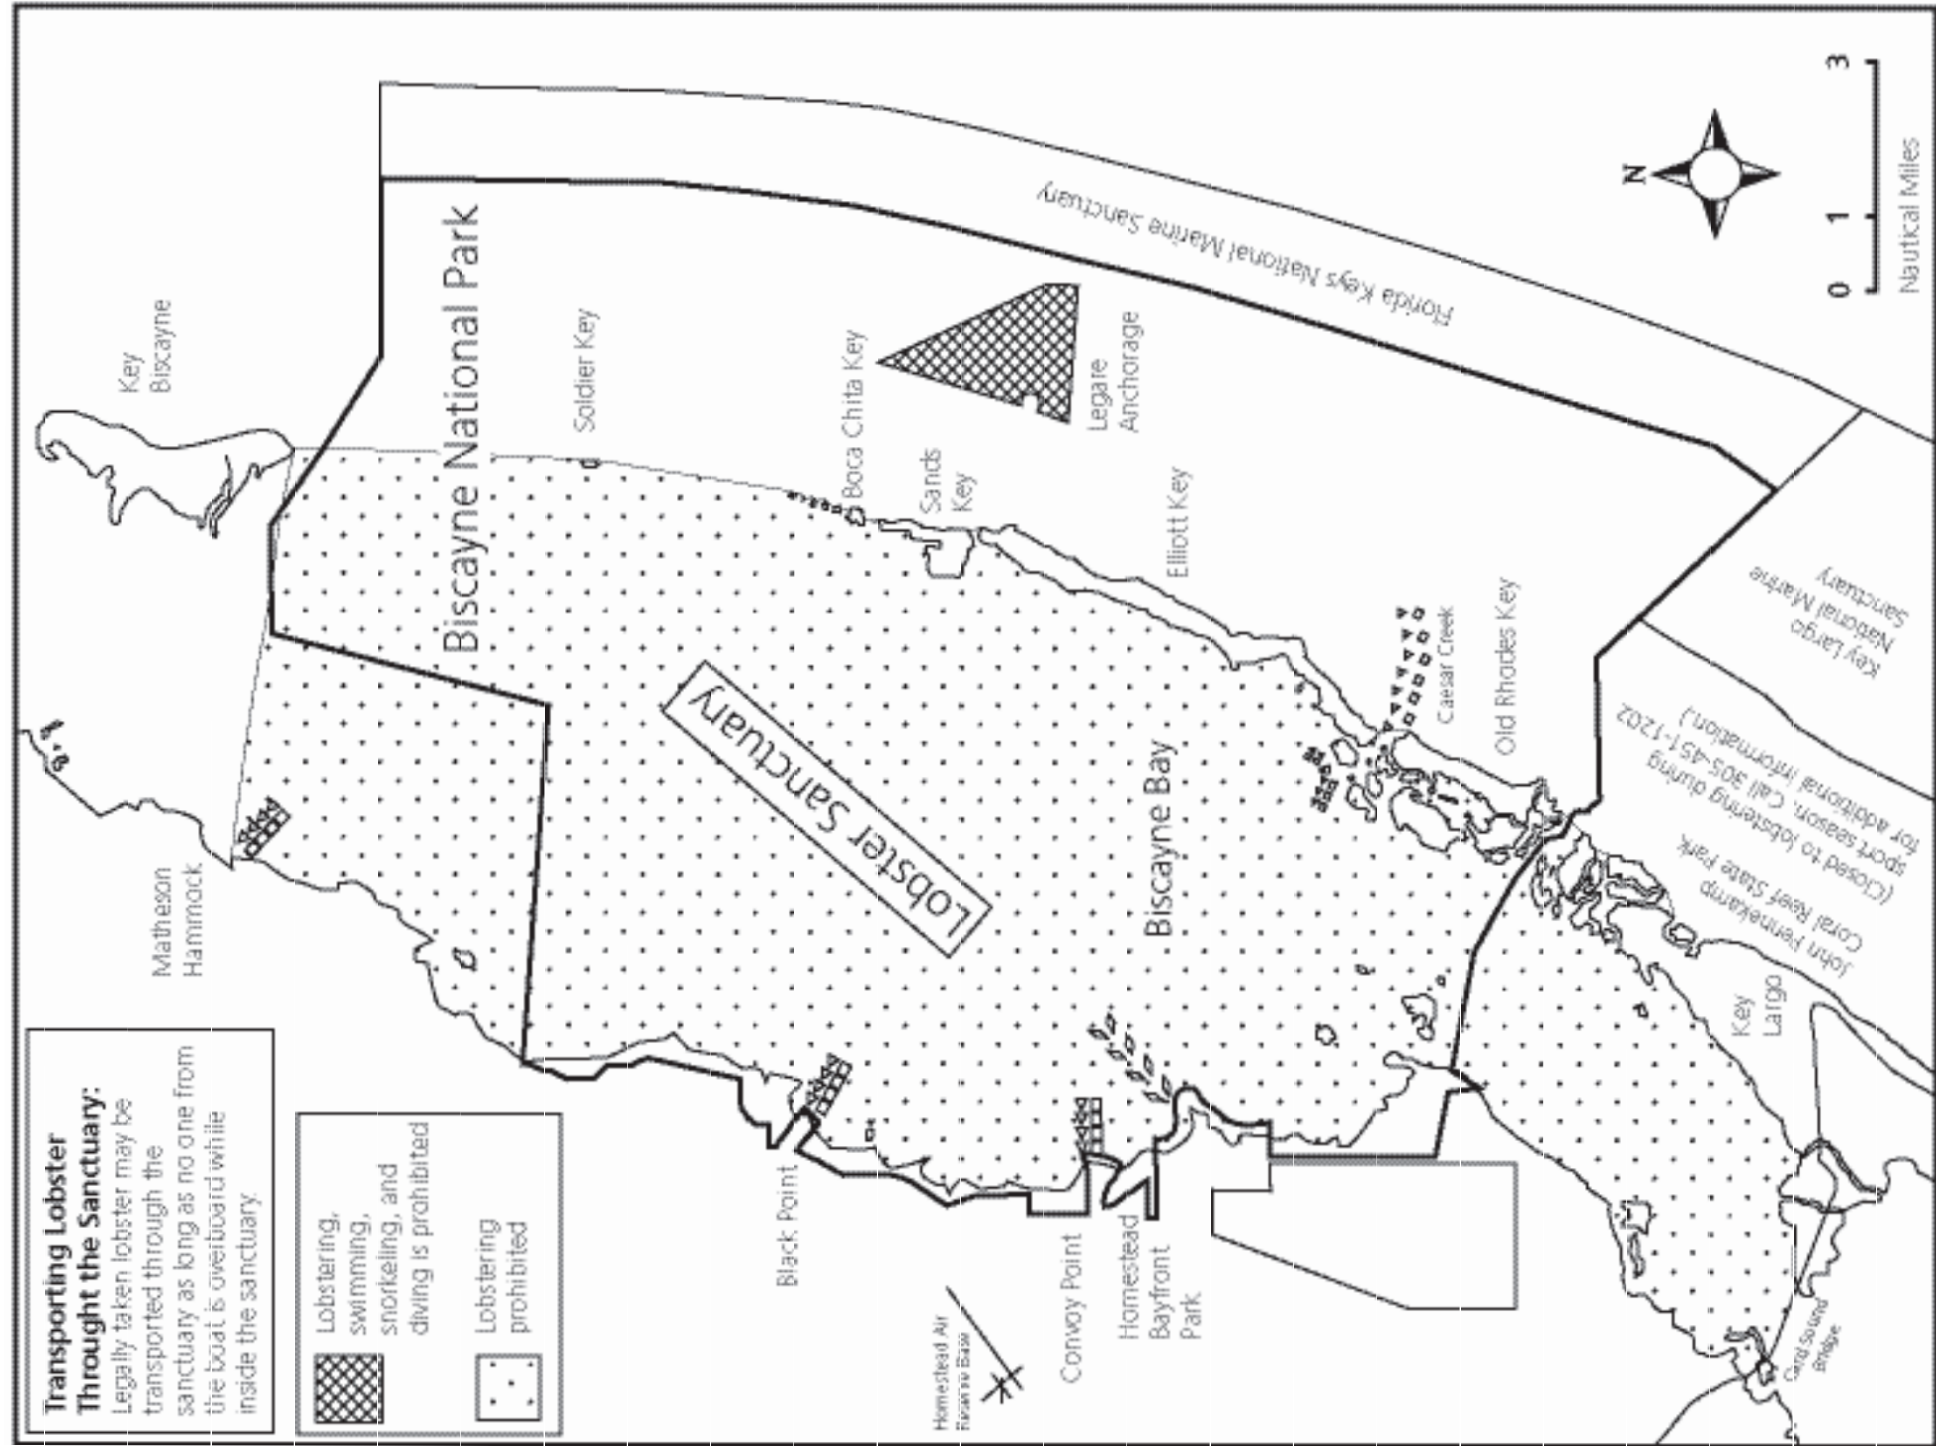 Transporting Lobster
Throught the Sanctuary:
Legally taken lobster may be
transported through the
sanctuary as long as no one from
the boat is overboard while
inside the sanctuary.
Lobstering,
swimming,
snorkeling, and
diving is prohibited
Lobstering
prohibited
Key
Biscayne
Matheson
Hammock
Biscayne National Park
Soldier Key
Boca Chita Key
Sands
Key
Legare
Anchorage
Elliott Key
Florida Keys National Marine Sanctuary
Lobster Sanctuary
Biscayne Bay
Black Point
Homestead Air
Base
Convoy Point
Homestead
Bayfront
Park
Caesar Creek
Old Rhodes Key
Key Largo
National Marine
Sanctuary
John Pennekamp
Coral Reef State Park
(Closed to lobstering during
sport season. Call 305-451-1202
for additional information.)
Key
Largo
Card Sound
Bridge
N
0 1 3
Nautical Miles